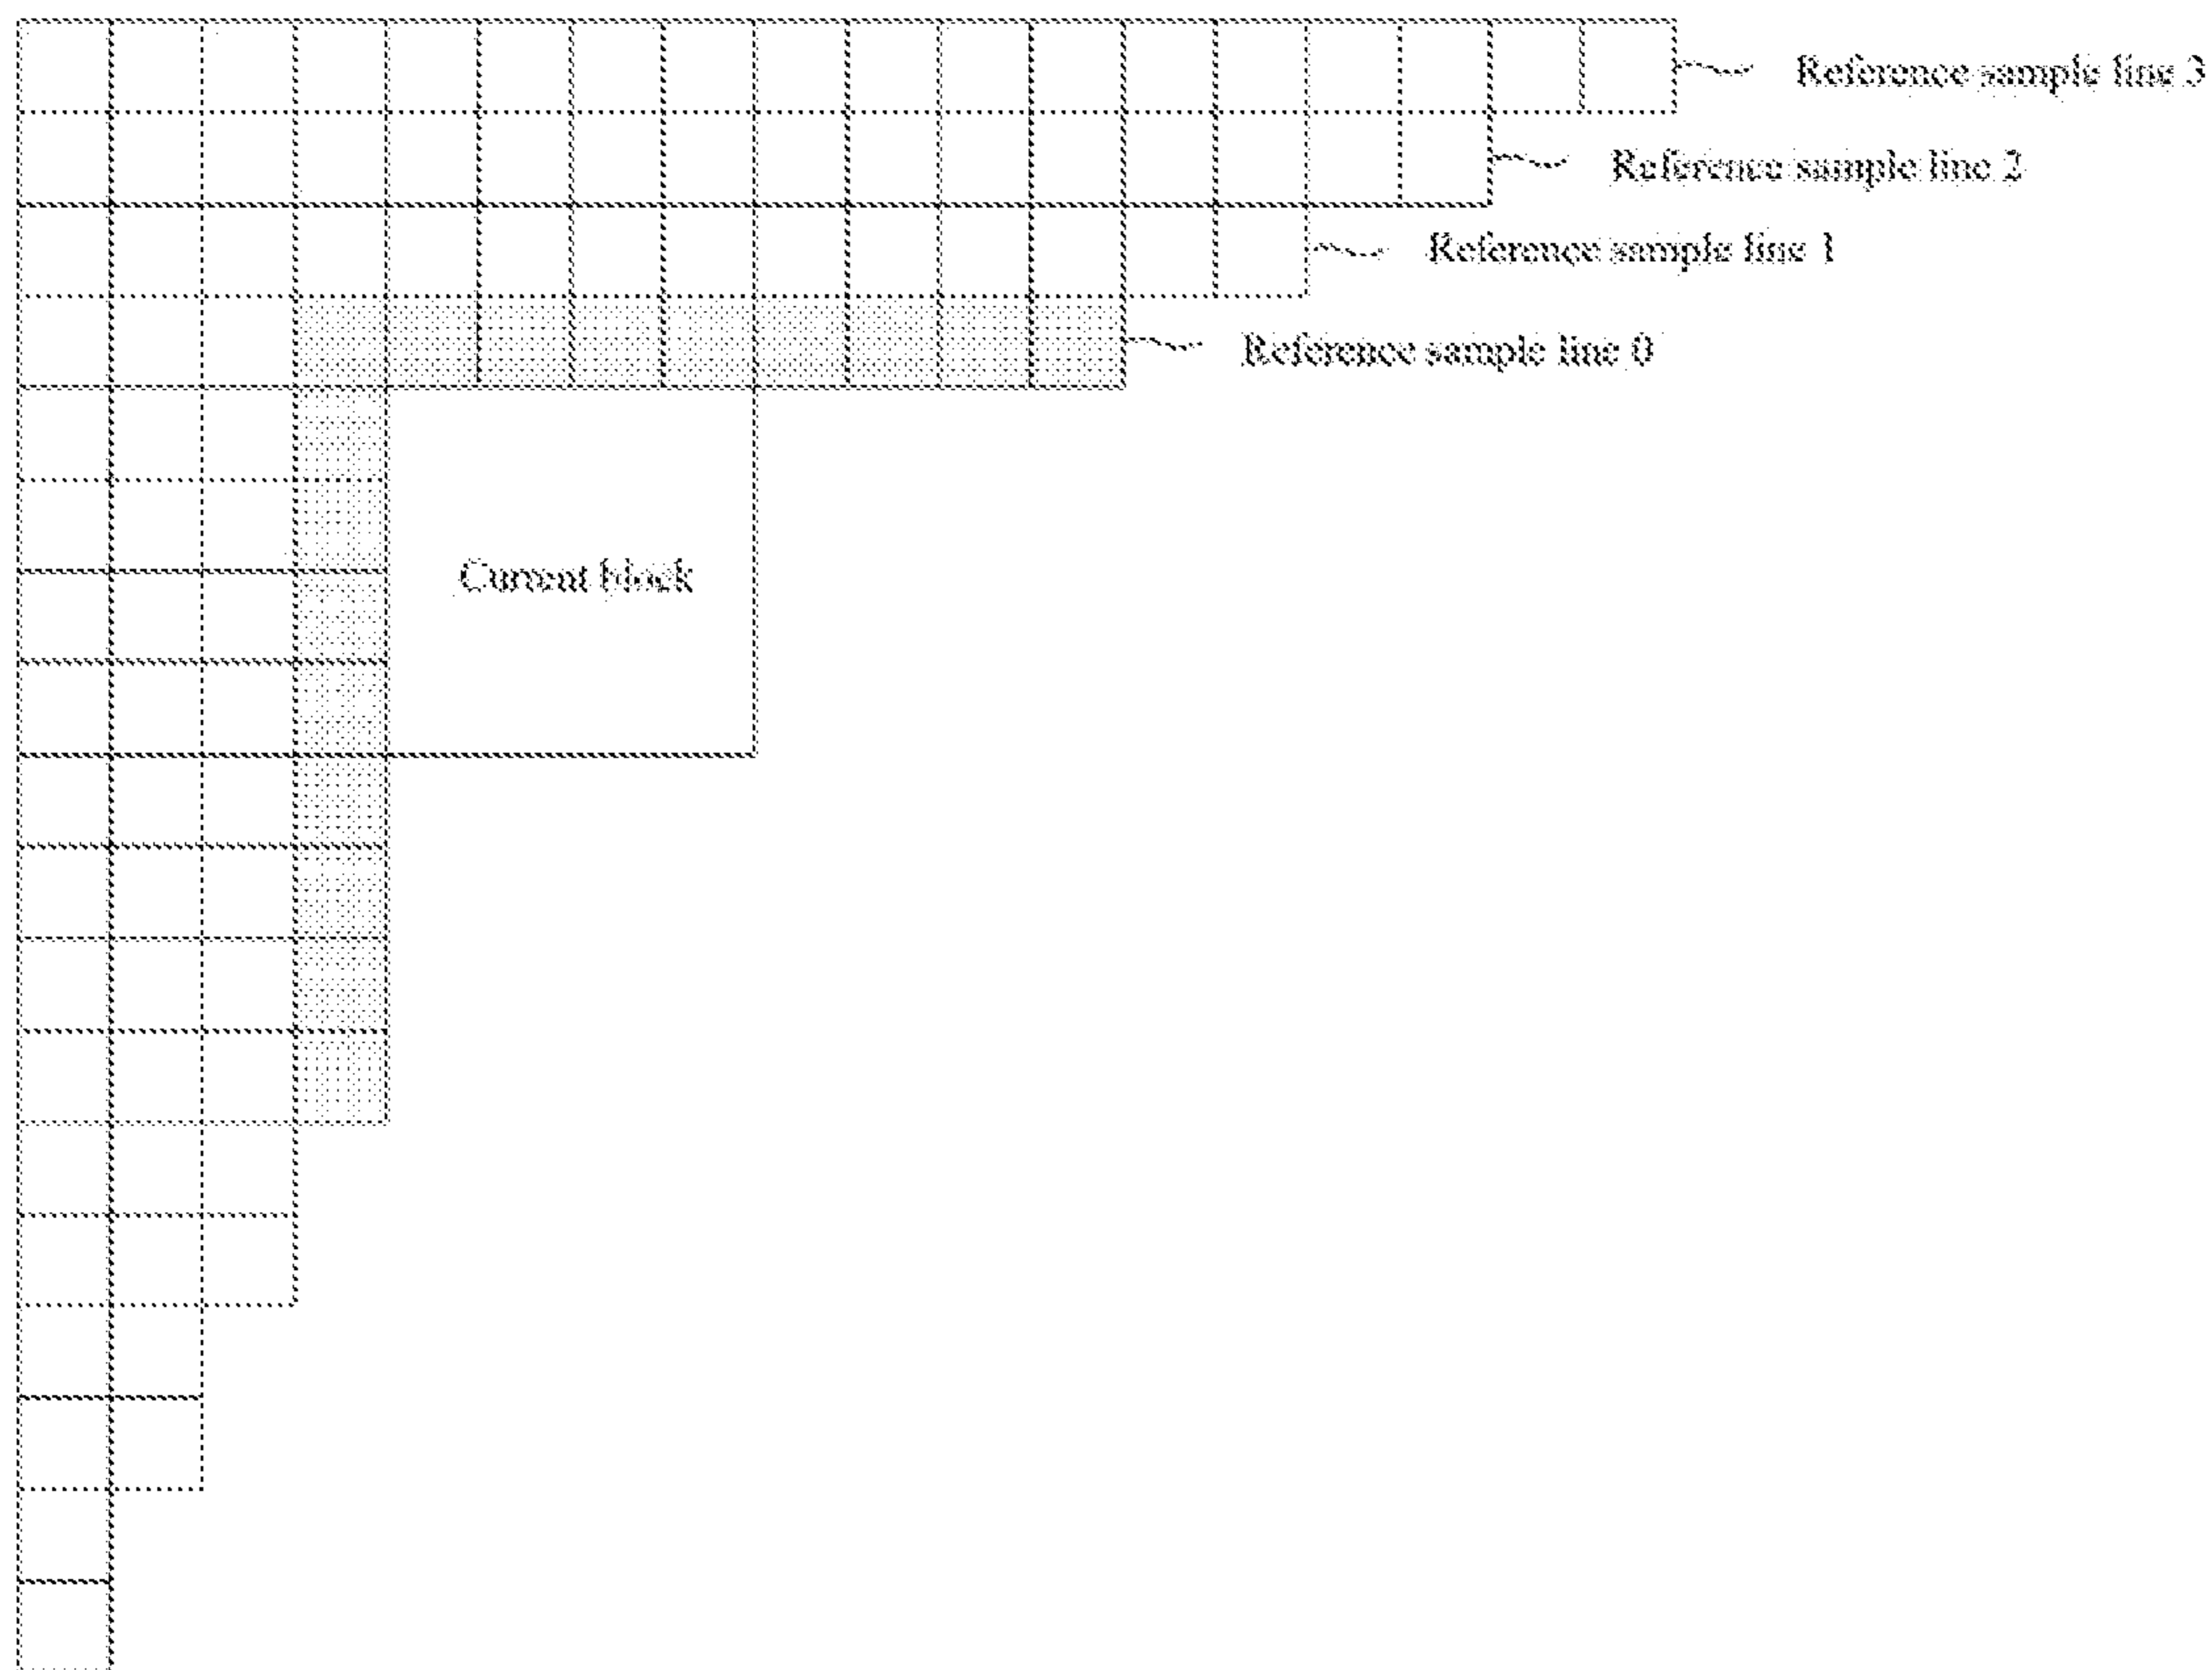 Reference sample line 3
Reference sample line 2
Reference sample line 1
Reference sample line 0
Current block